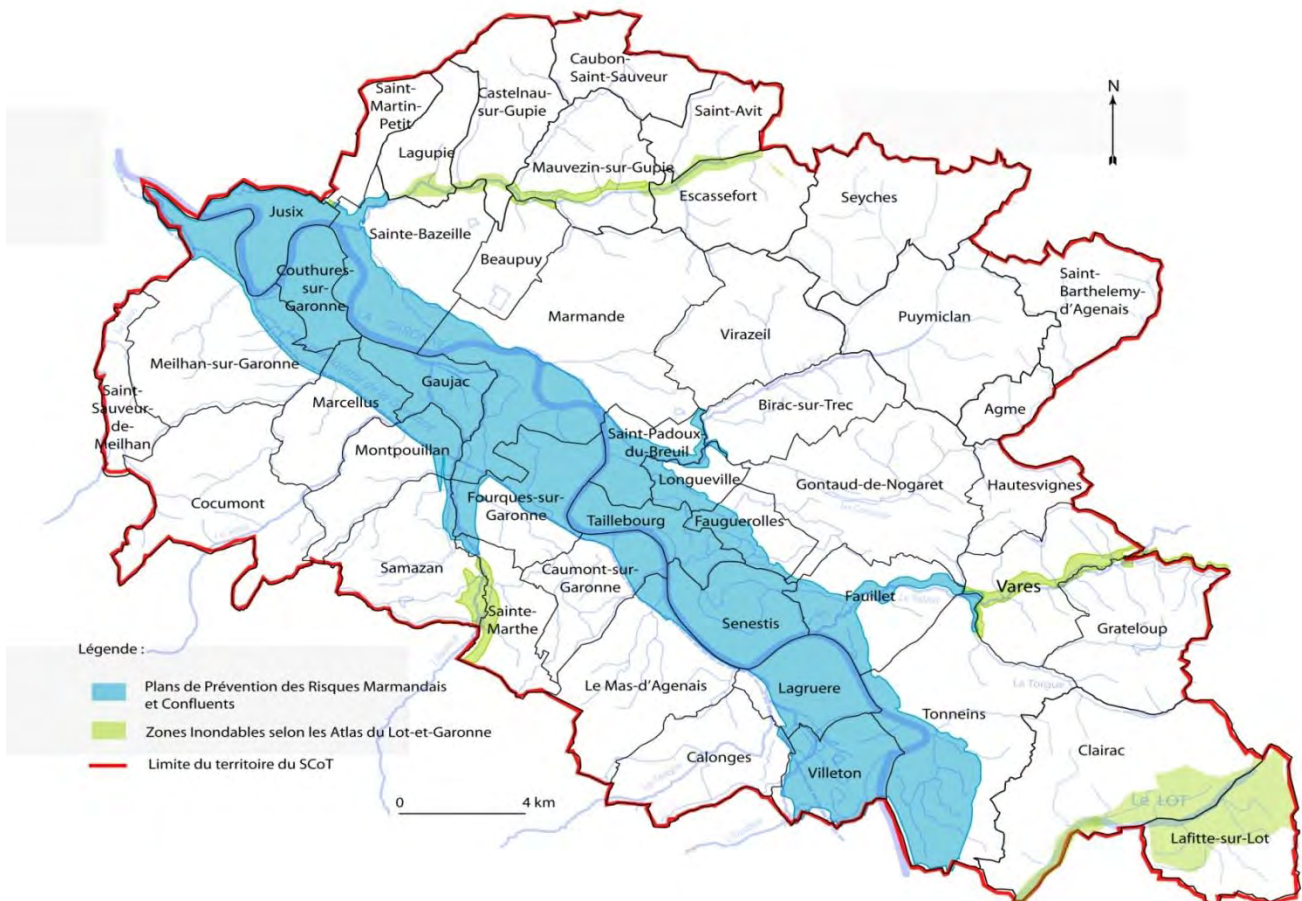 Caubon-
Saint-Sauveur
N
Saint-
Martin-
Petit
Castelnau-
sur-Gupie
Saint-Avit
Lagupie
Mauvezin-sur-Gupie
Escassefort
Seyches
Jusix
Sainte-Bazeille
Beaupuy
Couthures-
sur-
Garonne
Saint-
Barthelemy-
d'Agenais
LA GARONNE
Marmande
Puymiclan
Virazeil
Meilhan-sur-Garonne
Gaujac
Saint-
Sauveur-
de-
Meilhan
Marcellus
Birac-sur-Trec
Agme
Saint-Padoux-
du-Breuil
Montpouillan
Longueville
Gontaud-de-Nogaret
Hautesvignes
Cocumont
Fourques-sur-
Garonne
Taillebourg
Fauguerolles
Samazan
Caumont-sur-
Garonne
Fauillet
Vares
Sainte-
Marthe
Senestis
Grateloup
Légende :
Plans de Prévention des Risques Marmandais
et Confluents
Zones Inondables selon les Atlas du Lot-et-Garonne
Limite du territoire du SCoT
Le Mas-d'Agenais
Lagruere
La Torgue
Tonneins
Clairac
Calonges
Villeton
0 4 km
Le LOT
Lafitte-sur-Lot